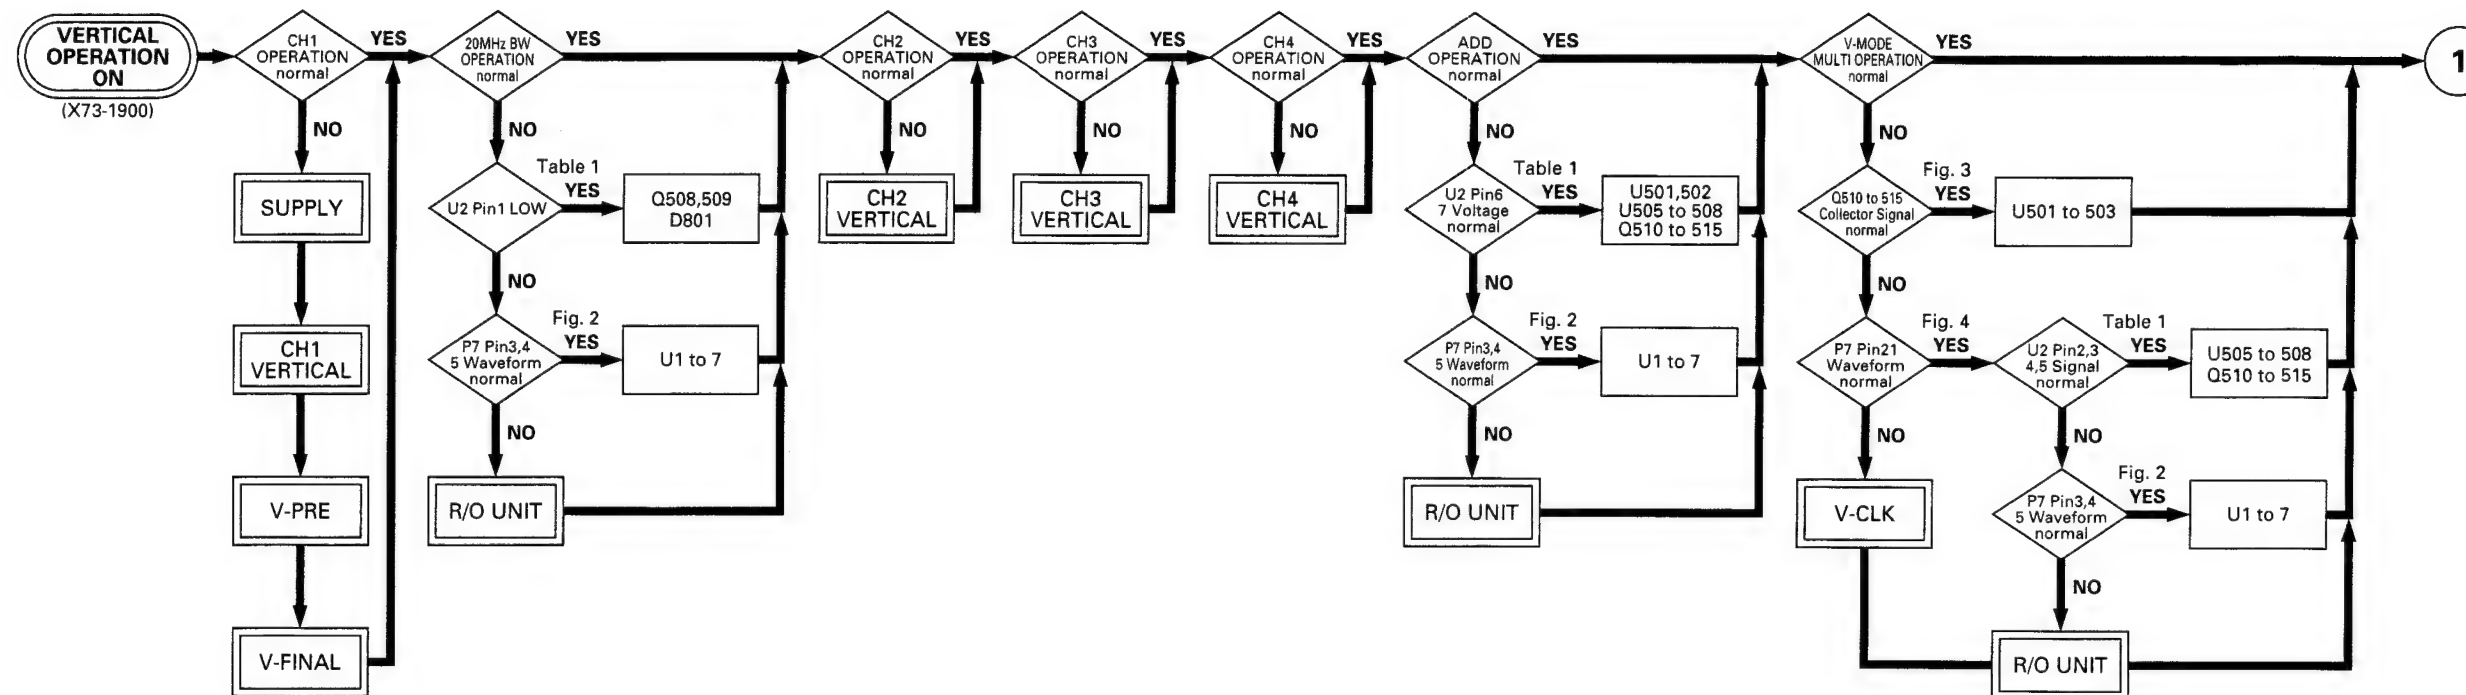 VERTICAL
OPERATION
ON
(X73-1900)
CH1
OPERATION
normal
YES
NO
SUPPLY
CH1
VERTICAL
V-PRE
V-FINAL
20MHz BW
OPERATION
normal
YES
NO
U2 Pin1 LOW
Table 1
YES
Q508,509
D801
NO
P7 Pin3,4
5 Waveform
normal
Fig. 2
YES
U1 to 7
NO
R/O UNIT
CH2
OPERATION
normal
YES
NO
CH2
VERTICAL
CH3
OPERATION
normal
YES
NO
CH3
VERTICAL
CH4
OPERATION
normal
YES
NO
CH4
VERTICAL
ADD
OPERATION
normal
YES
NO
U2 Pin6
7 Voltage
normal
Table 1
YES
U501,502
U505 to 508
Q510 to 515
NO
P7 Pin3,4
5 Waveform
normal
Fig. 2
YES
U1 to 7
NO
R/O UNIT
V-MODE
MULTI OPERATION
normal
YES
NO
Q510 to 515
Collector Signal
normal
Fig. 3
YES
U501 to 503
NO
P7 Pin21
Waveform
normal
Fig. 4
YES
NO
V-CLK
U2 Pin2,3
4,5 Signal
normal
Table 1
YES
U505 to 508
Q510 to 515
NO
P7 Pin3,4
5 Waveform
normal
Fig. 2
YES
U1 to 7
NO
R/O UNIT
1